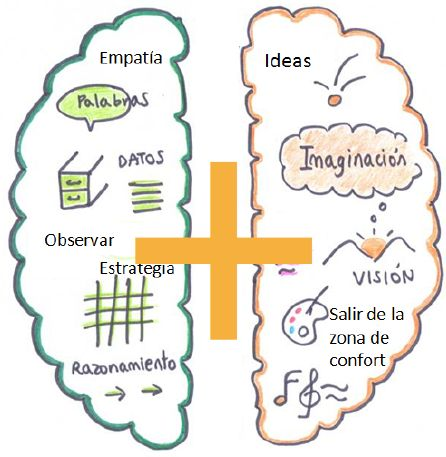 Empatía
Palabras
DATOS
Observar
Estrategia
RAZONAMIENTO
Ideas
Imaginación
VISIÓN
Salir de la
zona de
confort